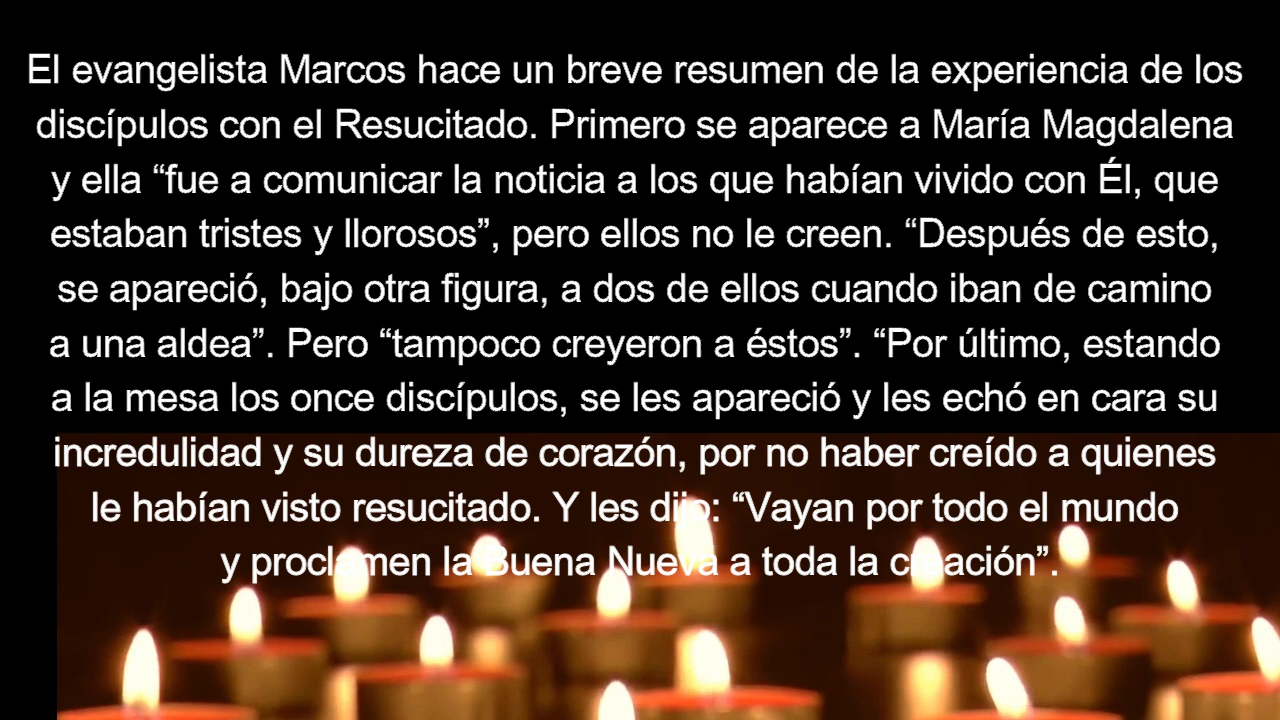 El evangelista Marcos hace un breve resumen de la experiencia de los
discípulos con el Resucitado. Primero se aparece a María Magdalena
y ella “fue a comunicar la noticia a los que habían vivido con Él, que
estaban tristes y llorosos”, pero ellos no le creen. “Después de esto,
se apareció, bajo otra figura, a dos de ellos cuando iban de camino
a una aldea”. Pero “tampoco creyeron a éstos”. “Por último, estando
a la mesa los once discípulos, se les apareció y les echó en cara su
incredulidad y su dureza de corazón, por no haber creído a quienes
le habían visto resucitado. Y les dijo: “Vayan por todo el mundo
y proclamen la Buena Nueva a toda la creación”.